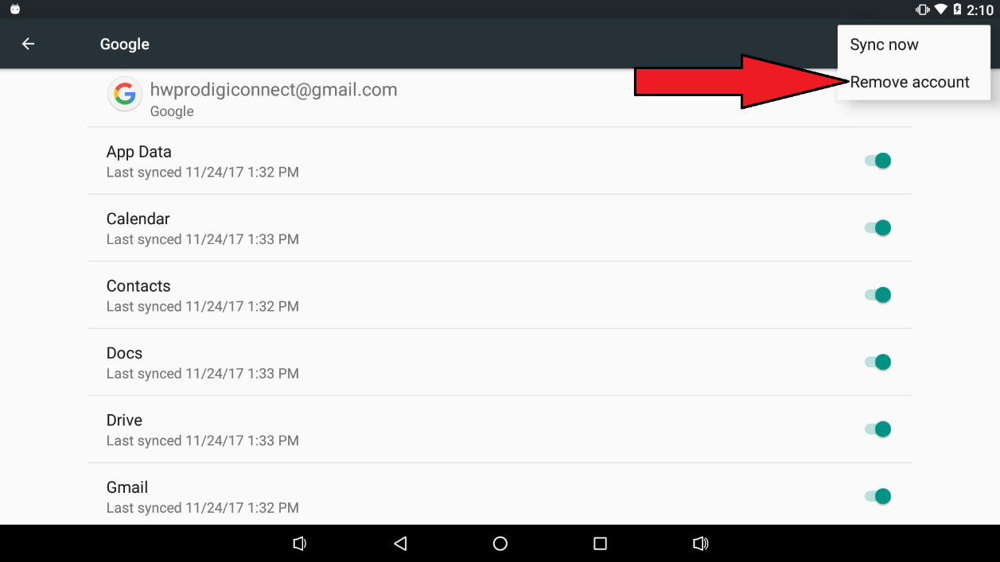 2:10
Google
Sync now
Remove account
hwprodigiconnect@gmail.com
Google
App Data
Last synced 11/24/17 1:32 PM
Calendar
Last synced 11/24/17 1:33 PM
Contacts
Last synced 11/24/17 1:32 PM
Docs
Last synced 11/24/17 1:33 PM
Drive
Last synced 11/24/17 1:33 PM
Gmail
Last synced 11/24/17 1:32 PM